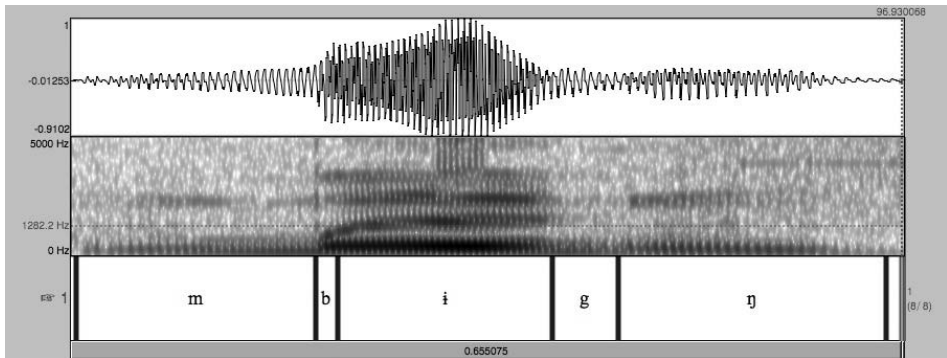 96.930068
1
-0.01253
-0.9102
5000 Hz
1282.2 Hz
0 Hz
☞ 1
m b ɨ g ŋ
1
(8/8)
0.655075